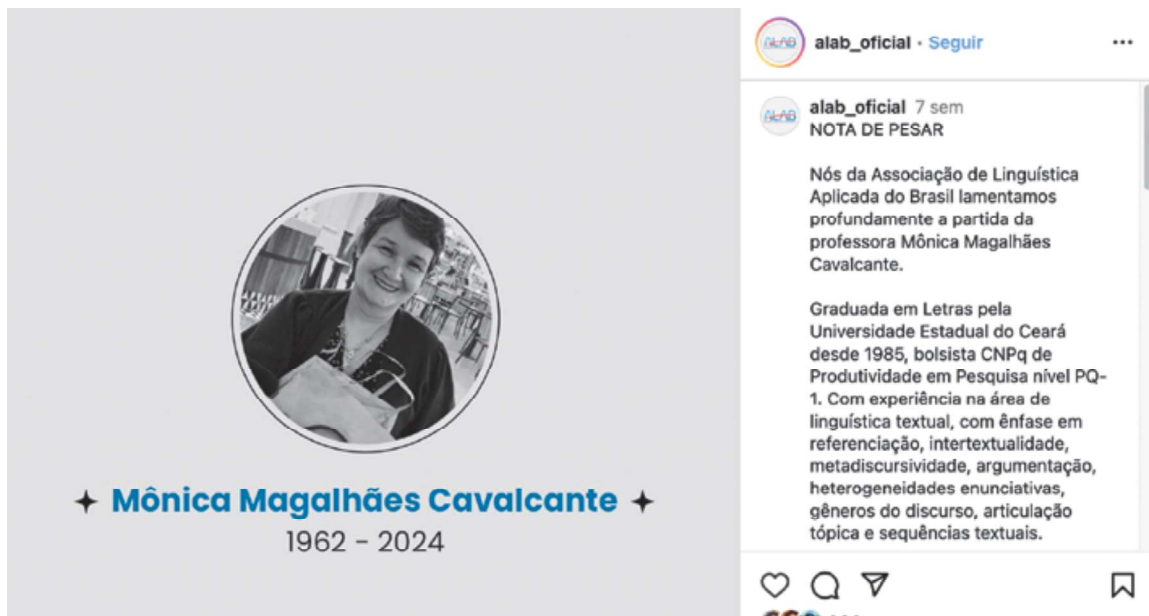 Mônica Magalhães Cavalcante
1962 - 2024
ALAB
alab_oficial • Seguir
ALAB
alab_oficial 7 sem
NOTA DE PESAR
Nós da Associação de Linguística
Aplicada do Brasil lamentamos
profundamente a partida da
professora Mônica Magalhães
Cavalcante.
Graduada em Letras pela
Universidade Estadual do Ceará
desde 1985, bolsista CNPq de
Produtividade em Pesquisa nível PQ-
1. Com experiência na área de
linguística textual, com ênfase em
referenciação, intertextualidade,
metadiscursividade, argumentação,
heterogeneidades enunciativas,
gêneros do discurso, articulação
tópica e sequências textuais.